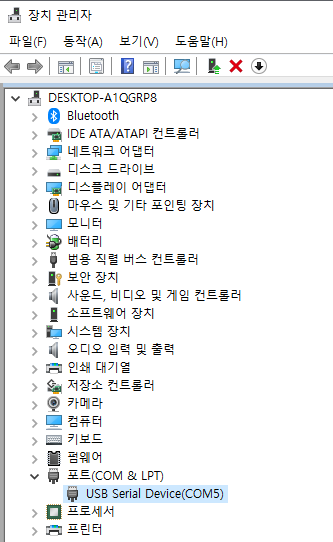 장치 관리자
파일(F) 동작(A) 보기(V) 도움말(H)
DESKTOP-A1QGRP8
Bluetooth
IDE ATA/ATAPI 컨트롤러
네트워크 어댑터
디스크 드라이브
디스플레이 어댑터
마우스 및 기타 포인팅 장치
모니터
배터리
범용 직렬 버스 컨트롤러
보안 장치
사운드, 비디오 및 게임 컨트롤러
소프트웨어 장치
시스템 장치
오디오 입력 및 출력
인쇄 대기열
저장소 컨트롤러
카메라
컴퓨터
키보드
펌웨어
포트(COM & LPT)
USB Serial Device(COM5)
프로세서
프린터